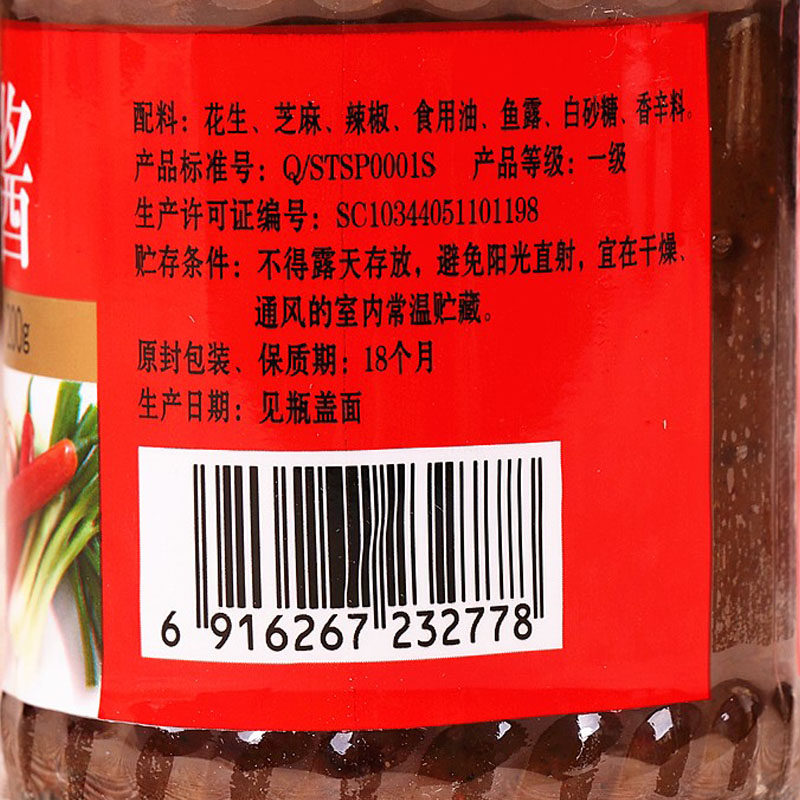 酱
配料：花生、芝麻、辣椒、食用油、鱼露、白砂糖、香辛料。
产品标准号：Q/STSP0001S 产品等级：一级
生产许可证编号：SC10344051101198
贮存条件：不得露天存放，避免阳光直射，宜在干燥、
通风的室内常温贮藏。
原封包装、保质期：18个月
生产日期：见瓶盖面
6 916267 232778